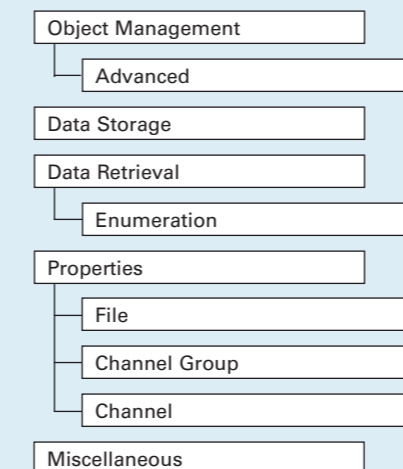 Object Management
Advanced
Data Storage
Data Retrieval
Enumeration
Properties
File
Channel Group
Channel
Miscellaneous